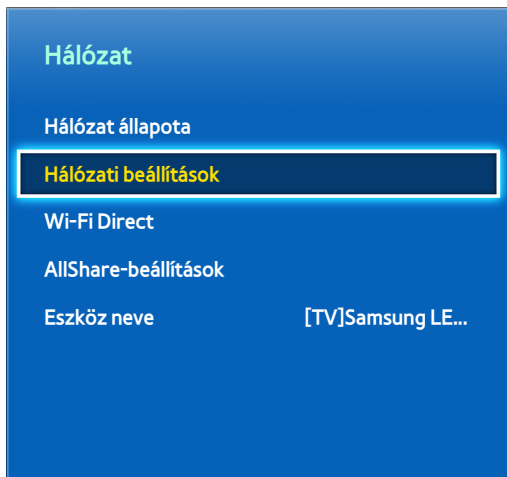 Hálózat
Hálózat állapota
Hálózati beállítások
Wi-Fi Direct
AllShare-beállítások
Eszköz neve [TV]Samsung LE...